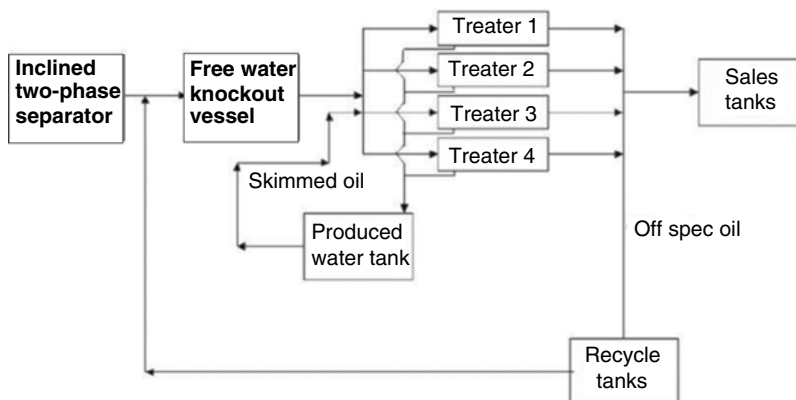 Inclined
two-phase
separator
Free water
knockout
vessel
Treater 1
Treater 2
Treater 3
Treater 4
Sales
tanks
Skimmed oil
Produced
water tank
Off spec oil
Recycle
tanks